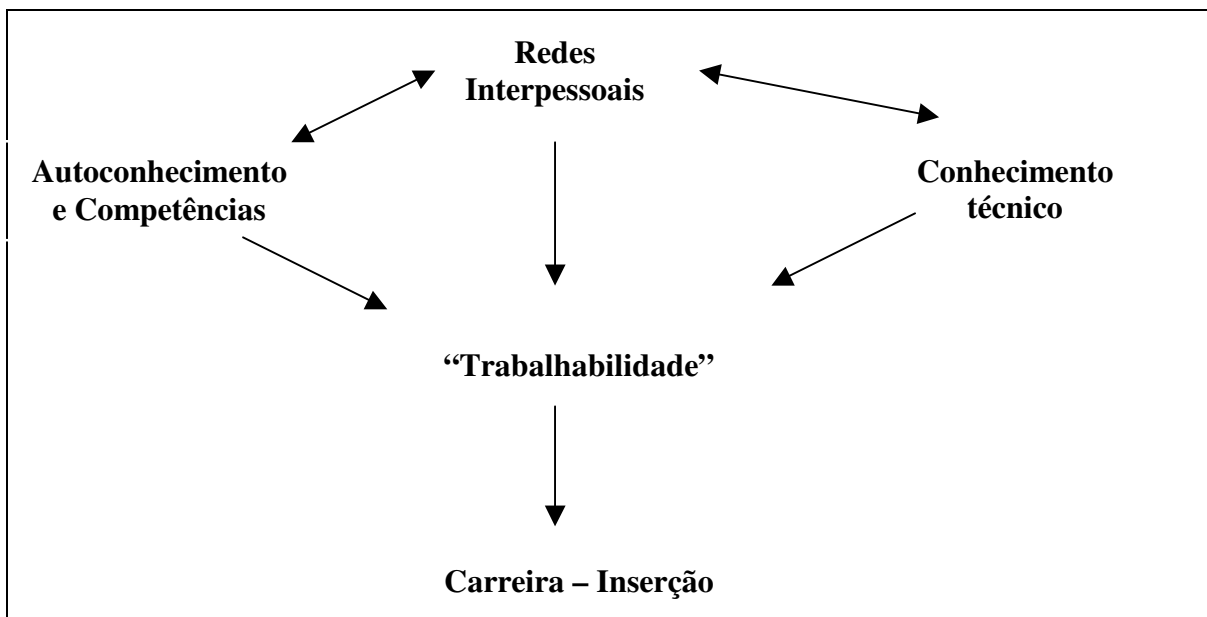 Redes
Interpessoais
Autoconhecimento
e Competências
Conhecimento
técnico
“Trabalhabilidade”
Carreira – Inserção